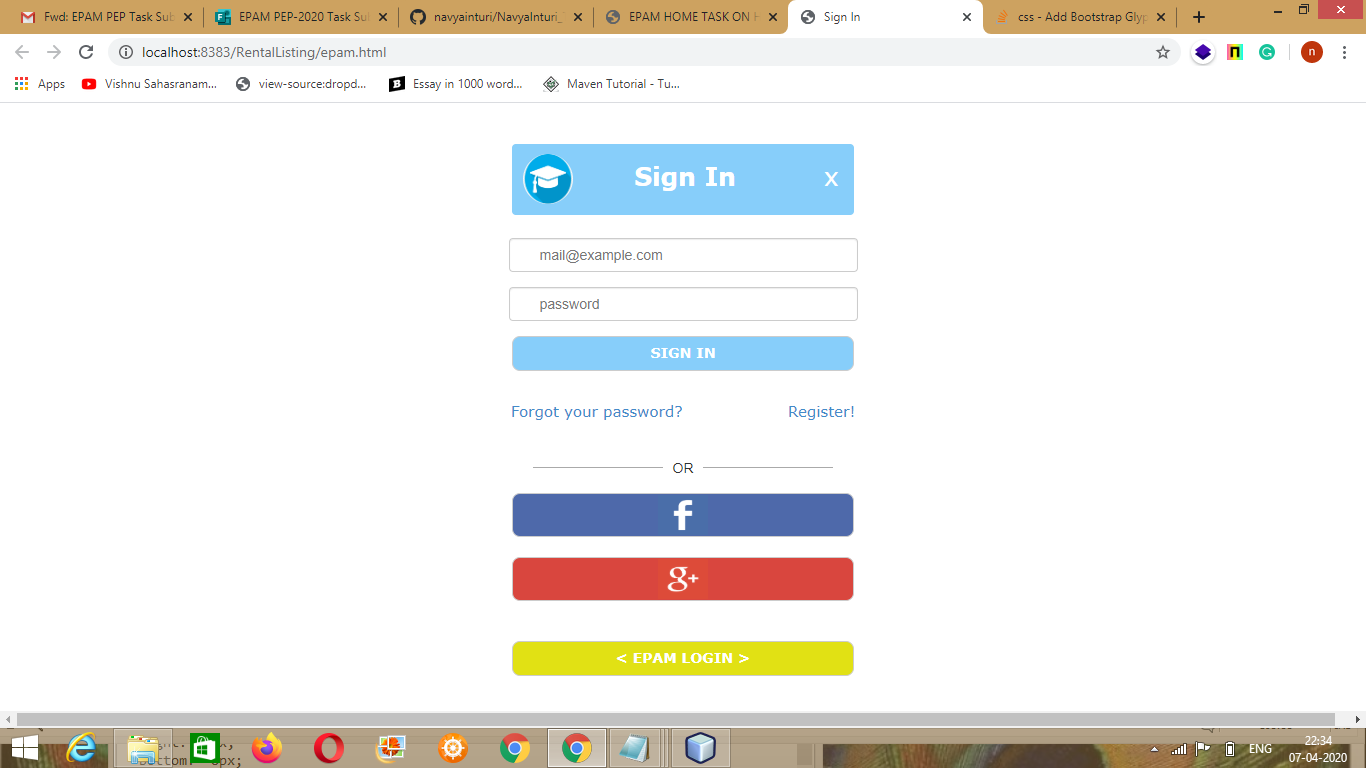 Fwd: EPAM PEP Task Sub
EPAM PEP-2020 Task Su
navyainturi/NavyaInturi_
EPAM HOME TASK ON H
Sign In
css - Add Bootstrap Glyp
localhost:8383/RentalListing/epam.html
n
Apps
Vishnu Sahasranam...
view-source:dropd...
Essay in 1000 word...
Maven Tutorial - Tu...
Sign In
X
mail@example.com
password
SIGN IN
Forgot your password?
Register!
OR
f
g+
< EPAM LOGIN >
ENG
22:34
07-04-2020